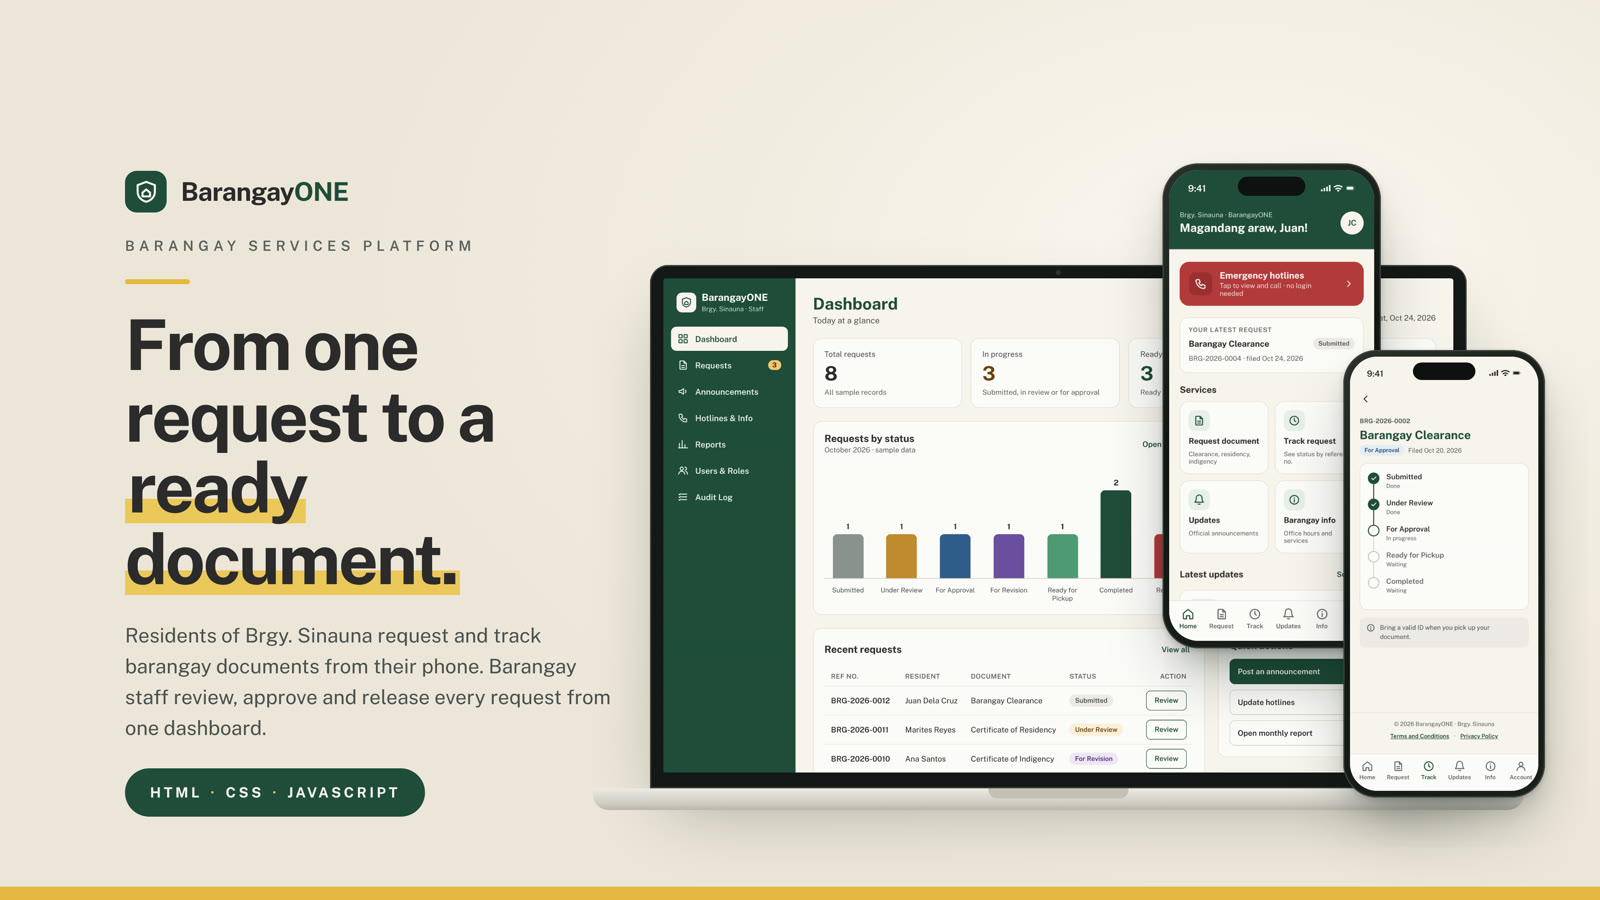 BarangayONE
BARANGAY SERVICES PLATFORM
From one
request to a
ready
document.
Residents of Brgy. Sinauna request and track
barangay documents from their phone. Barangay
staff review, approve and release every request from
one dashboard.
HTML · CSS · JAVASCRIPT
BarangayONE
Brgy. Sinauna · Staff
Dashboard
Requests 3
Announcements
Hotlines & Info
Reports
Users & Roles
Audit Log
Dashboard
Today at a glance
Oct 24, 2026
Total requests
8
All sample records
In progress
3
Submitted, in review or for approval
Ready
3
Ready
Requests by status
October 2026 · sample data
Open
1 1 1 1 1 2
Submitted Under Review For Approval For Revision Ready for Pickup Completed
Recent requests
View all
REF NO. RESIDENT DOCUMENT STATUS ACTION
BRG-2026-0012 Juan Dela Cruz Barangay Clearance Submitted Review
BRG-2026-0011 Marites Reyes Certificate of Residency Under Review Review
BRG-2026-0010 Ana Santos Certificate of Indigency For Revision Review
Post an announcement
Update hotlines
Open monthly report
9:41
Brgy. Sinauna · BarangayONE
Magandang araw, Juan!
JC
Emergency hotlines
Tap to view and call · no login
needed
YOUR LATEST REQUEST
Barangay Clearance Submitted
BRG-2026-0004 · filed Oct 24, 2026
Services
Request document
Clearance, residency,
indigency
Track request
See status by refere
no.
Updates
Official announcements
Barangay info
Office hours and
services
Latest updates
Home Request Track Updates Info
9:41
BRG-2026-0002
Barangay Clearance
For Approval Filed Oct 20, 2026
Submitted
Done
Under Review
Done
For Approval
In progress
Ready for Pickup
Waiting
Completed
Waiting
Bring a valid ID when you pick up your
document.
© 2026 BarangayONE · Brgy. Sinauna
Terms and Conditions · Privacy Policy
Home Request Track Updates Info Account